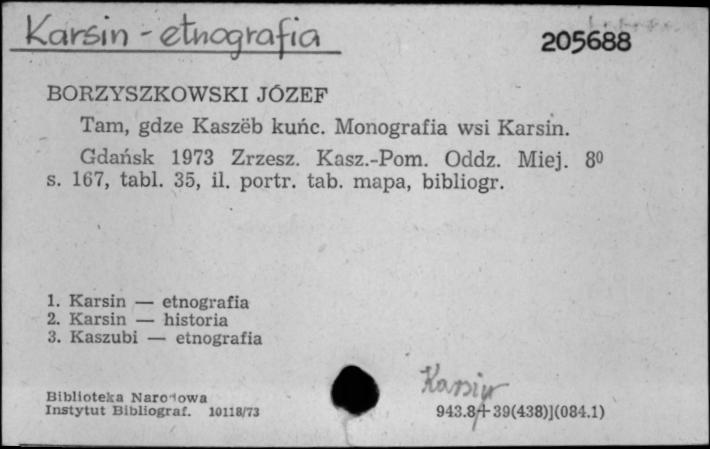 Karsin - etnografia
205688
BORZYSZKOWSKI JÓZEF
Tam, gdze Kaszëb kuńc. Monografia wsi Karsin.
Gdańsk 1973 Zrzesz. Kasz.-Pom. Oddz. Miej. 8⁰
s. 167, tabl. 35, il. portr. tab. mapa, bibliogr.
1. Karsin — etnografia
2. Karsin — historia
3. Kaszubi — etnografia
Karsin
Biblioteka Narodowa
Instytut Bibliograf. 10118/73
943.8+39(438)](084.1)